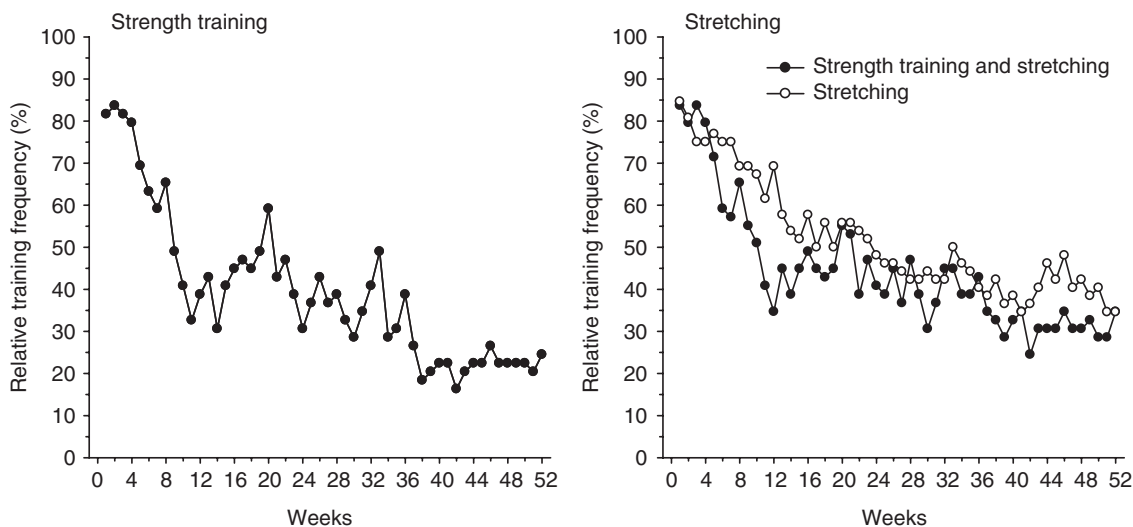 Strength training
100
90
80
70
60
50
40
30
20
10
0
Relative training frequency (%)
0 4 8 12 16 20 24 28 32 36 40 44 48 52
Weeks
Stretching
100
90
80
70
60
50
40
30
20
10
0
Relative training frequency (%)
Strength training and stretching
Stretching
0 4 8 12 16 20 24 28 32 36 40 44 48 52
Weeks